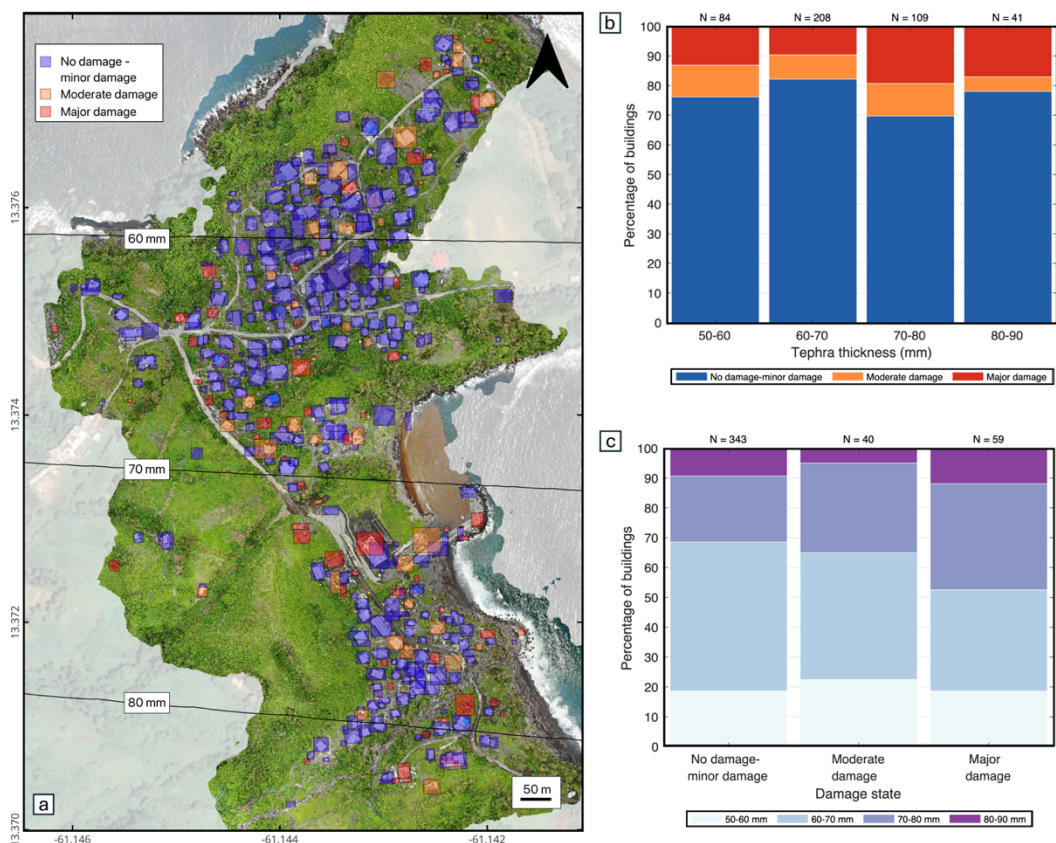 No damage -
minor damage
Moderate damage
Major damage
60 mm
70 mm
80 mm
50 m
a
13.376
13.374
13.372
13.370
-61.146
-61.144
-61.142
b
N = 84
N = 208
N = 109
N = 41
Percentage of buildings
100
90
80
70
60
50
40
30
20
10
0
50-60
60-70
70-80
80-90
Tephra thickness (mm)
No damage-minor damage
Moderate damage
Major damage
c
N = 343
N = 40
N = 59
Percentage of buildings
100
90
80
70
60
50
40
30
20
10
0
No damage-
minor damage
Moderate
damage
Major
damage
Damage state
50-60 mm
60-70 mm
70-80 mm
80-90 mm